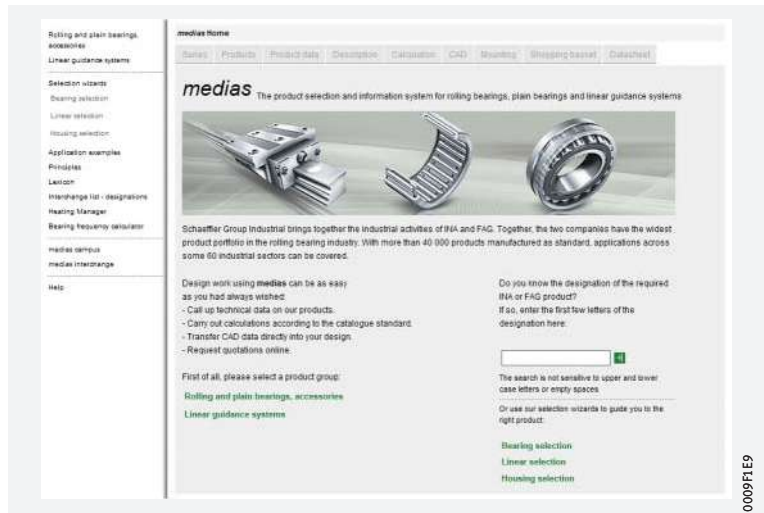 Rolling and plain bearings,
accessories
Linear guidance systems
Selection wizards
Bearing selection
Linear selection
Housing selection
Application examples
Principles
Lexicon
Interchange list - designations
Heating Manager
Bearing frequency calculator
medias campus
medias interchange
Help
medias Home
Series Products Product data Description Calculation CAD Mounting Shopping basket Datasheet
medias The product selection and information system for rolling bearings, plain bearings and linear guidance systems
Schaeffler Group Industrial brings together the industrial activities of INA and FAG. Together, the two companies have the widest
product portfolio in the rolling bearing industry. With more than 40 000 products manufactured as standard, applications across
some 60 industrial sectors can be covered.
Design work using medias can be as easy
as you had always wished:
- Call up technical data on our products.
- Carry out calculations according to the catalogue standard.
- Transfer CAD data directly into your design.
- Request quotations online.
First of all, please select a product group:
Rolling and plain bearings, accessories
Linear guidance systems
Do you know the designation of the required
INA or FAG product?
If so, enter the first few letters of the
designation here:
The search is not sensitive to upper and lower
case letters or empty spaces.
Or use our selection wizards to guide you to the
right product:
Bearing selection
Linear selection
Housing selection
0009F1E9